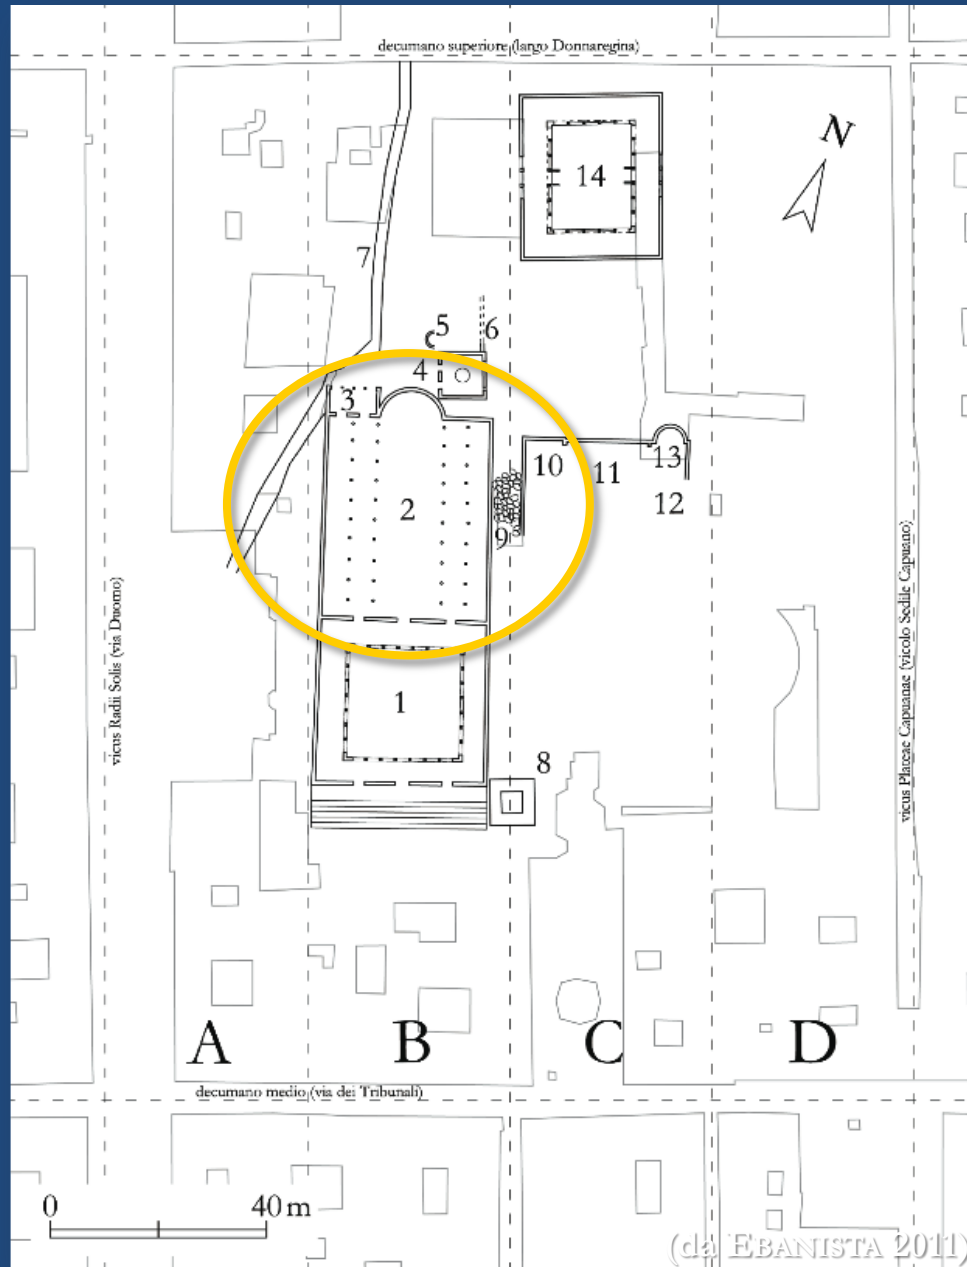 decumano superiore (largo Donnaregina)
N
14
7
5
6
4
3
10
13
11
2
12
9
vicus Radii Solis (via Duomo)
vicus Plateae Capuanae (vicolo Sedile Capuano)
1
8
A
B
C
D
decumano medio (via dei Tribunali)
0
40 m
(da EBANISTA 2011)